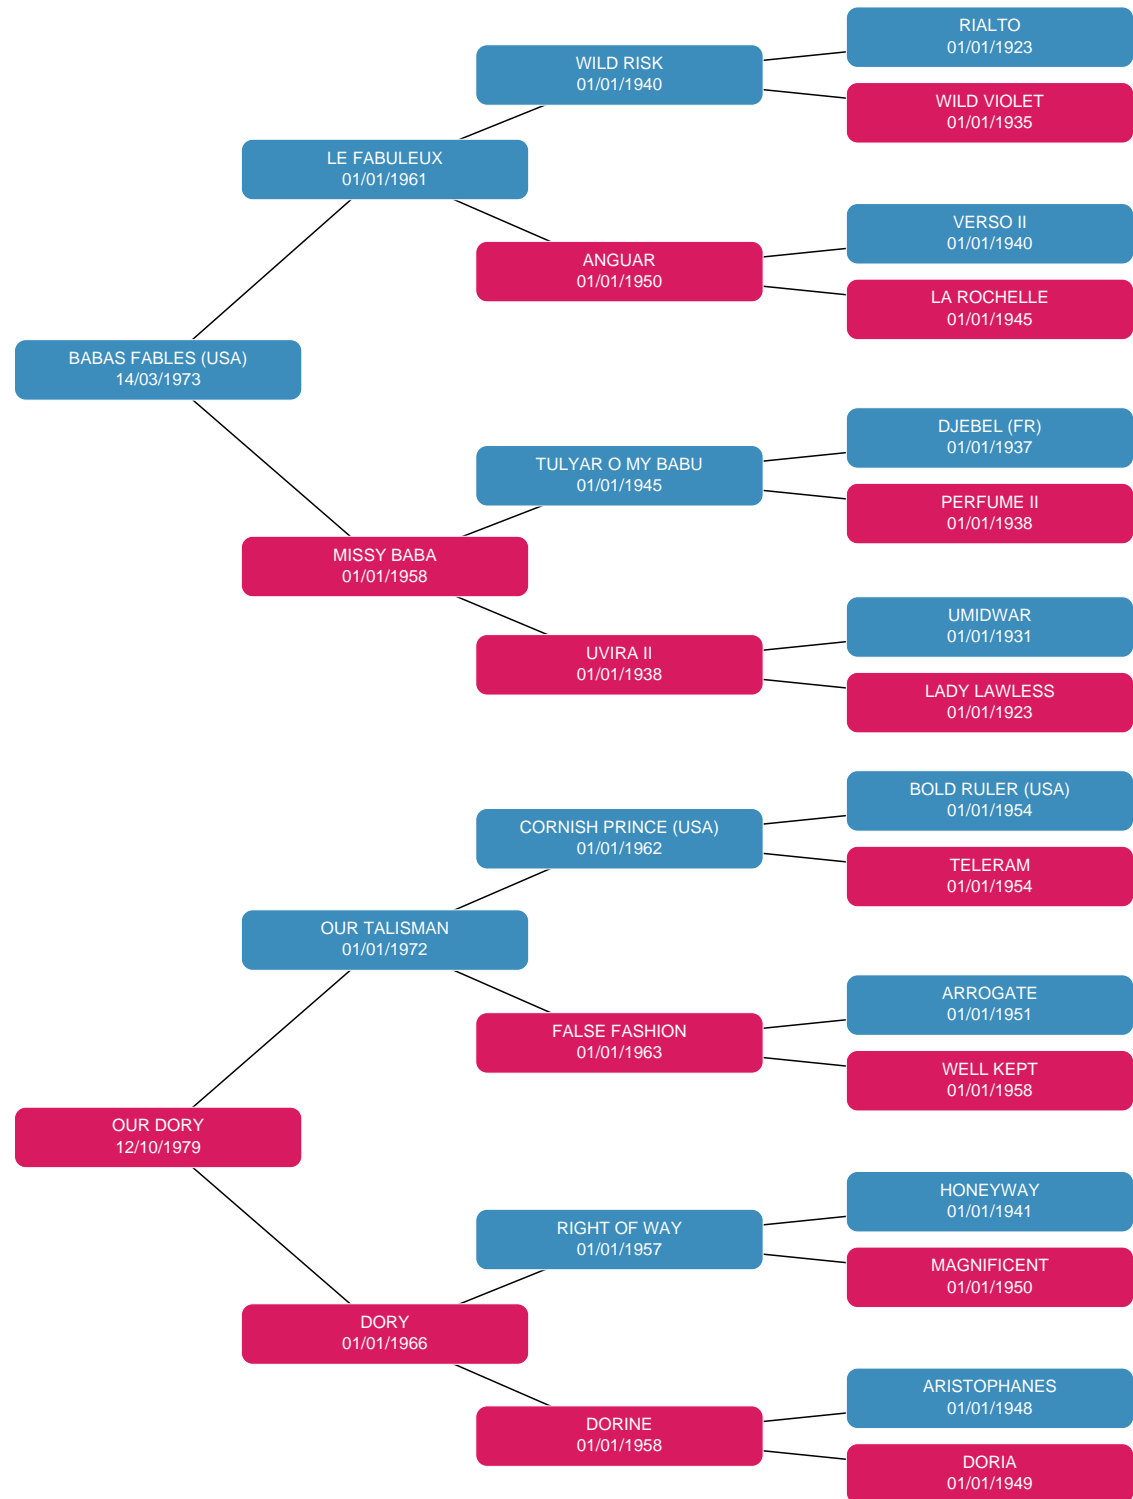 RIALTO
01/01/1923
WILD RISK
01/01/1940
WILD VIOLET
01/01/1935
LE FABULEUX
01/01/1961
VERSO II
01/01/1940
ANGUAR
01/01/1950
LA ROCHELLE
01/01/1945
BABAS FABLES (USA)
14/03/1973
DJEBEL (FR)
01/01/1937
TULYAR O MY BABU
01/01/1945
PERFUME II
01/01/1938
MISSY BABA
01/01/1958
UMIDWAR
01/01/1931
UVIRA II
01/01/1938
LADY LAWLESS
01/01/1923
BOLD RULER (USA)
01/01/1954
CORNISH PRINCE (USA)
01/01/1962
TELERAM
01/01/1954
OUR TALISMAN
01/01/1972
ARROGATE
01/01/1951
FALSE FASHION
01/01/1963
WELL KEPT
01/01/1958
OUR DORY
12/10/1979
HONEYWAY
01/01/1941
RIGHT OF WAY
01/01/1957
MAGNIFICENT
01/01/1950
DORY
01/01/1966
ARISTOPHANES
01/01/1948
DORINE
01/01/1958
DORIA
01/01/1949